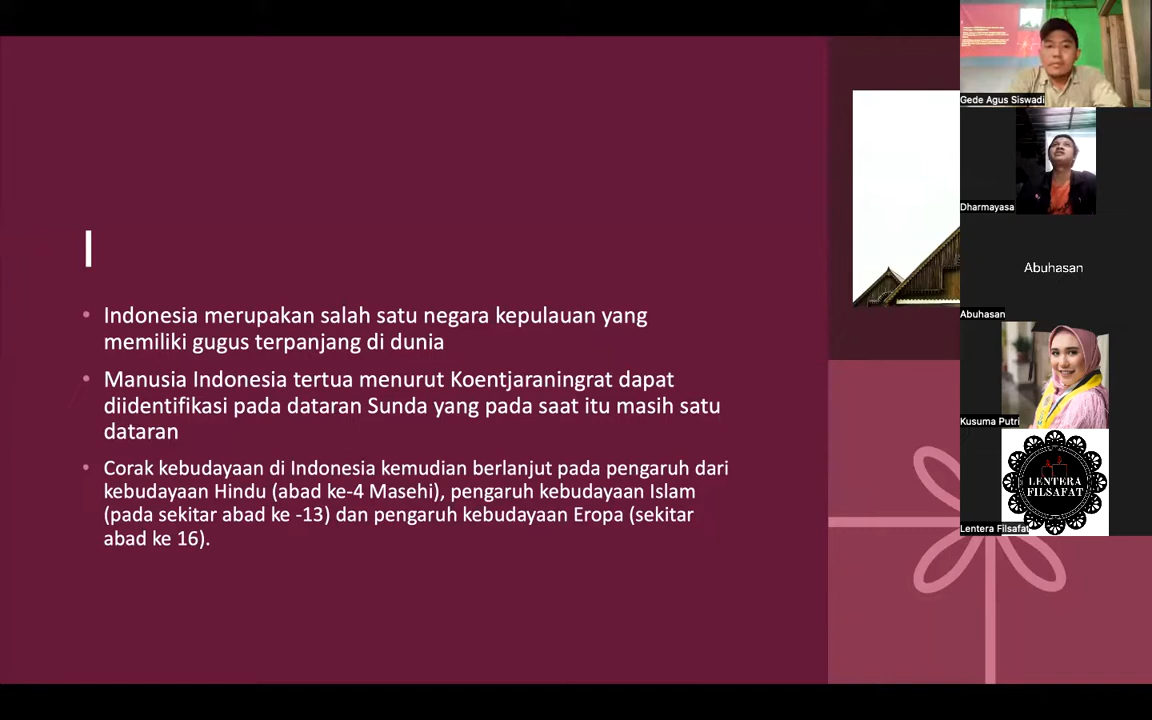 I
• Indonesia merupakan salah satu negara kepulauan yang
memiliki gugus terpanjang di dunia
• Manusia Indonesia tertua menurut Koentjaraningrat dapat
diidentifikasi pada dataran Sunda yang pada saat itu masih satu
dataran
• Corak kebudayaan di Indonesia kemudian berlanjut pada pengaruh dari
kebudayaan Hindu (abad ke-4 Masehi), pengaruh kebudayaan Islam
(pada sekitar abad ke -13) dan pengaruh kebudayaan Eropa (sekitar
abad ke 16).
Gede Agus Siswadi
Dharmayasa
Abuhasan
Abuhasan
Kusuma Putri
LENTERA
FILSAFAT
Lentera Filsafat